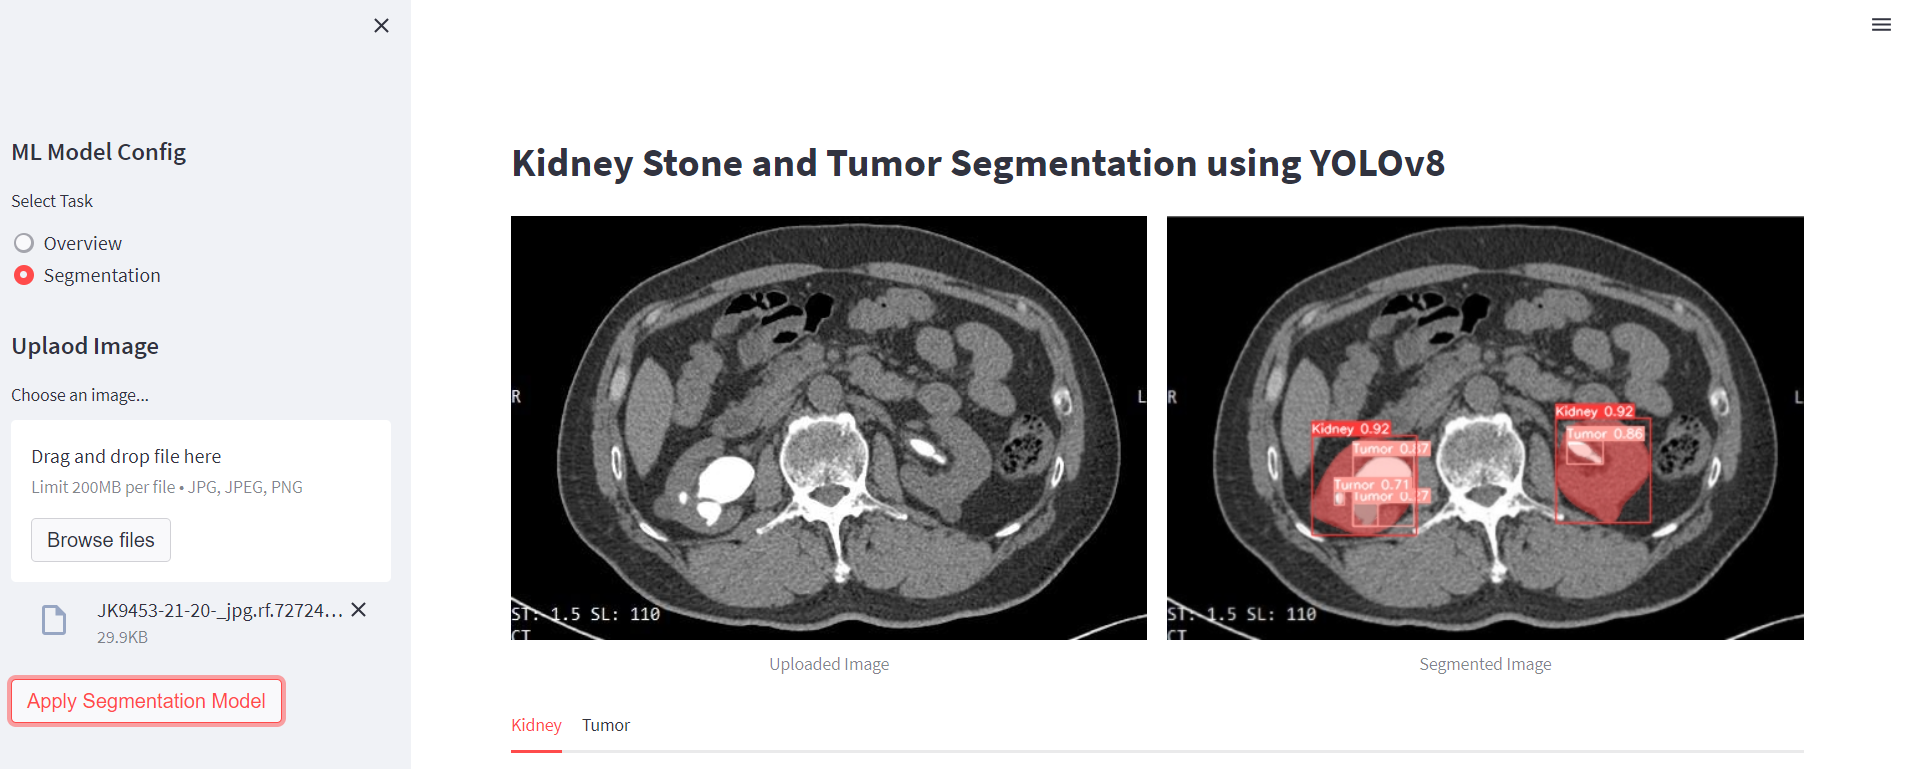 ML Model Config
Select Task
Overview
Segmentation
Uplaod Image
Choose an image...
Drag and drop file here
Limit 200MB per file • JPG, JPEG, PNG
Browse files
JK9453-21-20-_jpg.rf.72724...
29.9KB
Apply Segmentation Model
Kidney Stone and Tumor Segmentation using YOLOv8
R
L
ST: 1.5 SL: 110
CT
Uploaded Image
R
L
Kidney 0.92
Tumor 0.87
Tumor 0.71
Tumor 0.27
Kidney 0.92
Tumor 0.86
ST: 1.5 SL: 110
CT
Segmented Image
Kidney
Tumor